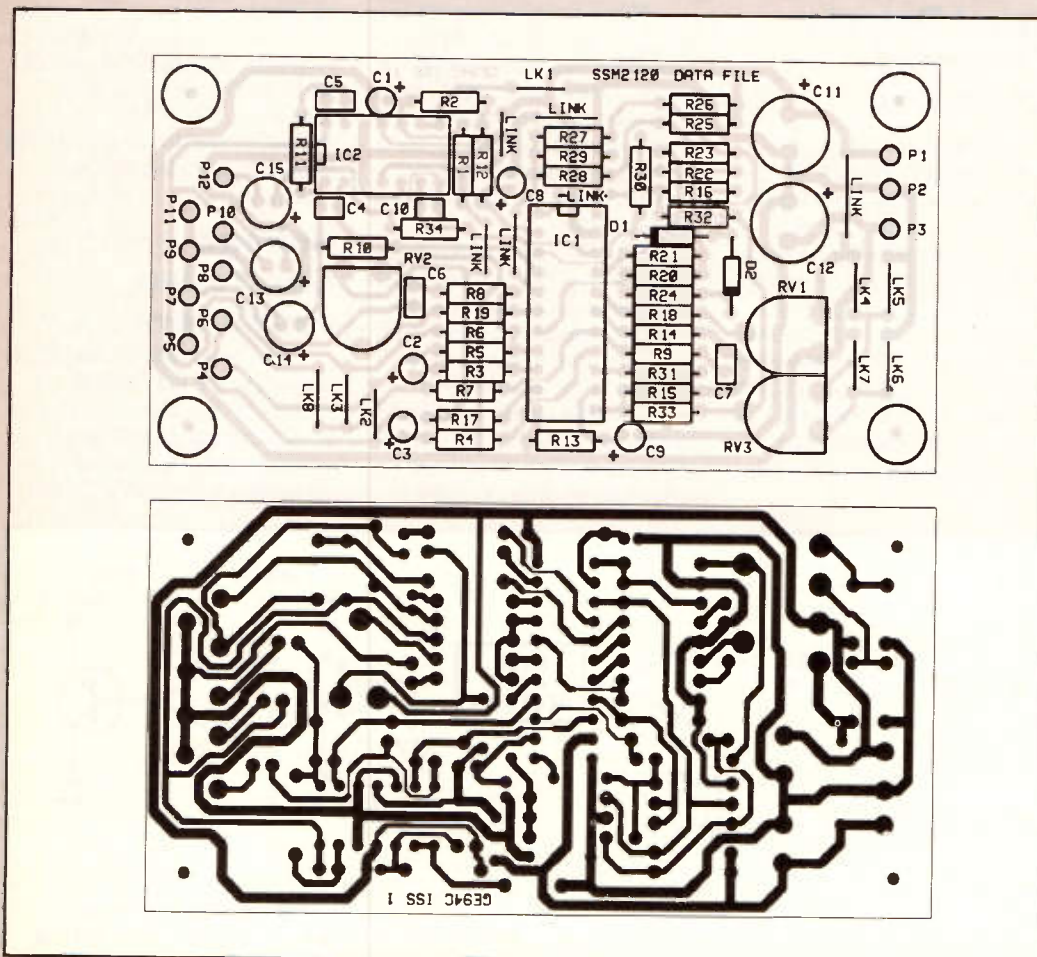 LK1 SSM2120 DATA FILE
C5 C1 + R2 R26 + C11
LINK
R25
R11 LINK R27
IC2 R1 R12 R29 R30 R23 P1
C15 R28 R22 LINK P2
P12 + C8 -LINK- R16 +
P11 P10 C4 C10 R32 P3
+ R34 IC1 D1
P9 R10 LINK LINK R21 D2 C12
P8 RV2 C6 R20 RV1
C13 + R8 R24 LK4 LK5
P7 R19 R18
P6 R6 R14
P5 C2 R5 R9
C14 + + R3 R31 C7 LK7 LK6
P4 LK8 LK3 LK2 R7 R15
R17 R33
+ C3 R4 R13 + C9 RV3
GE94C ISS 1